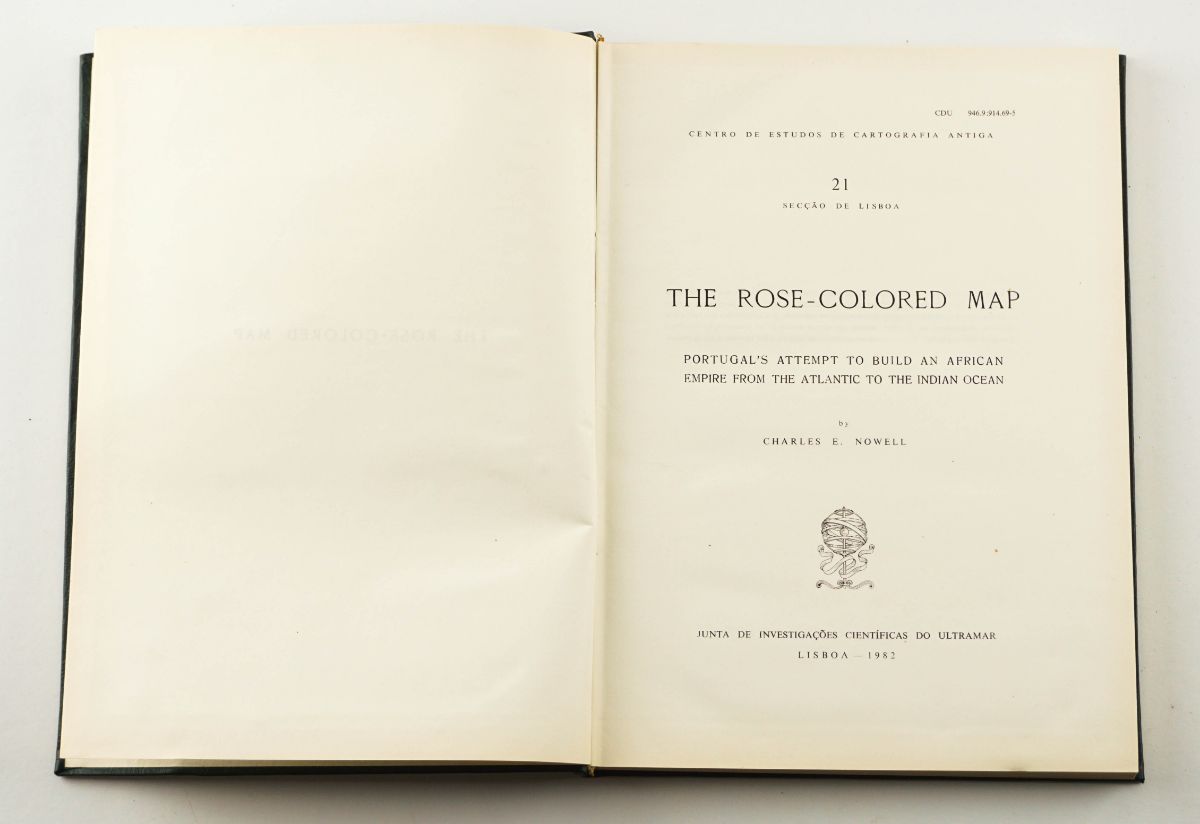 CDU 946.9:914.69-5
CENTRO DE ESTUDOS DE CARTOGRAFIA ANTIGA
21
SECÇÃO DE LISBOA
THE ROSE-COLORED MAP
PORTUGAL'S ATTEMPT TO BUILD AN AFRICAN
EMPIRE FROM THE ATLANTIC TO THE INDIAN OCEAN
by
CHARLES E. NOWELL
JUNTA DE INVESTIGAÇÕES CIENTÍFICAS DO ULTRAMAR
LISBOA — 1982